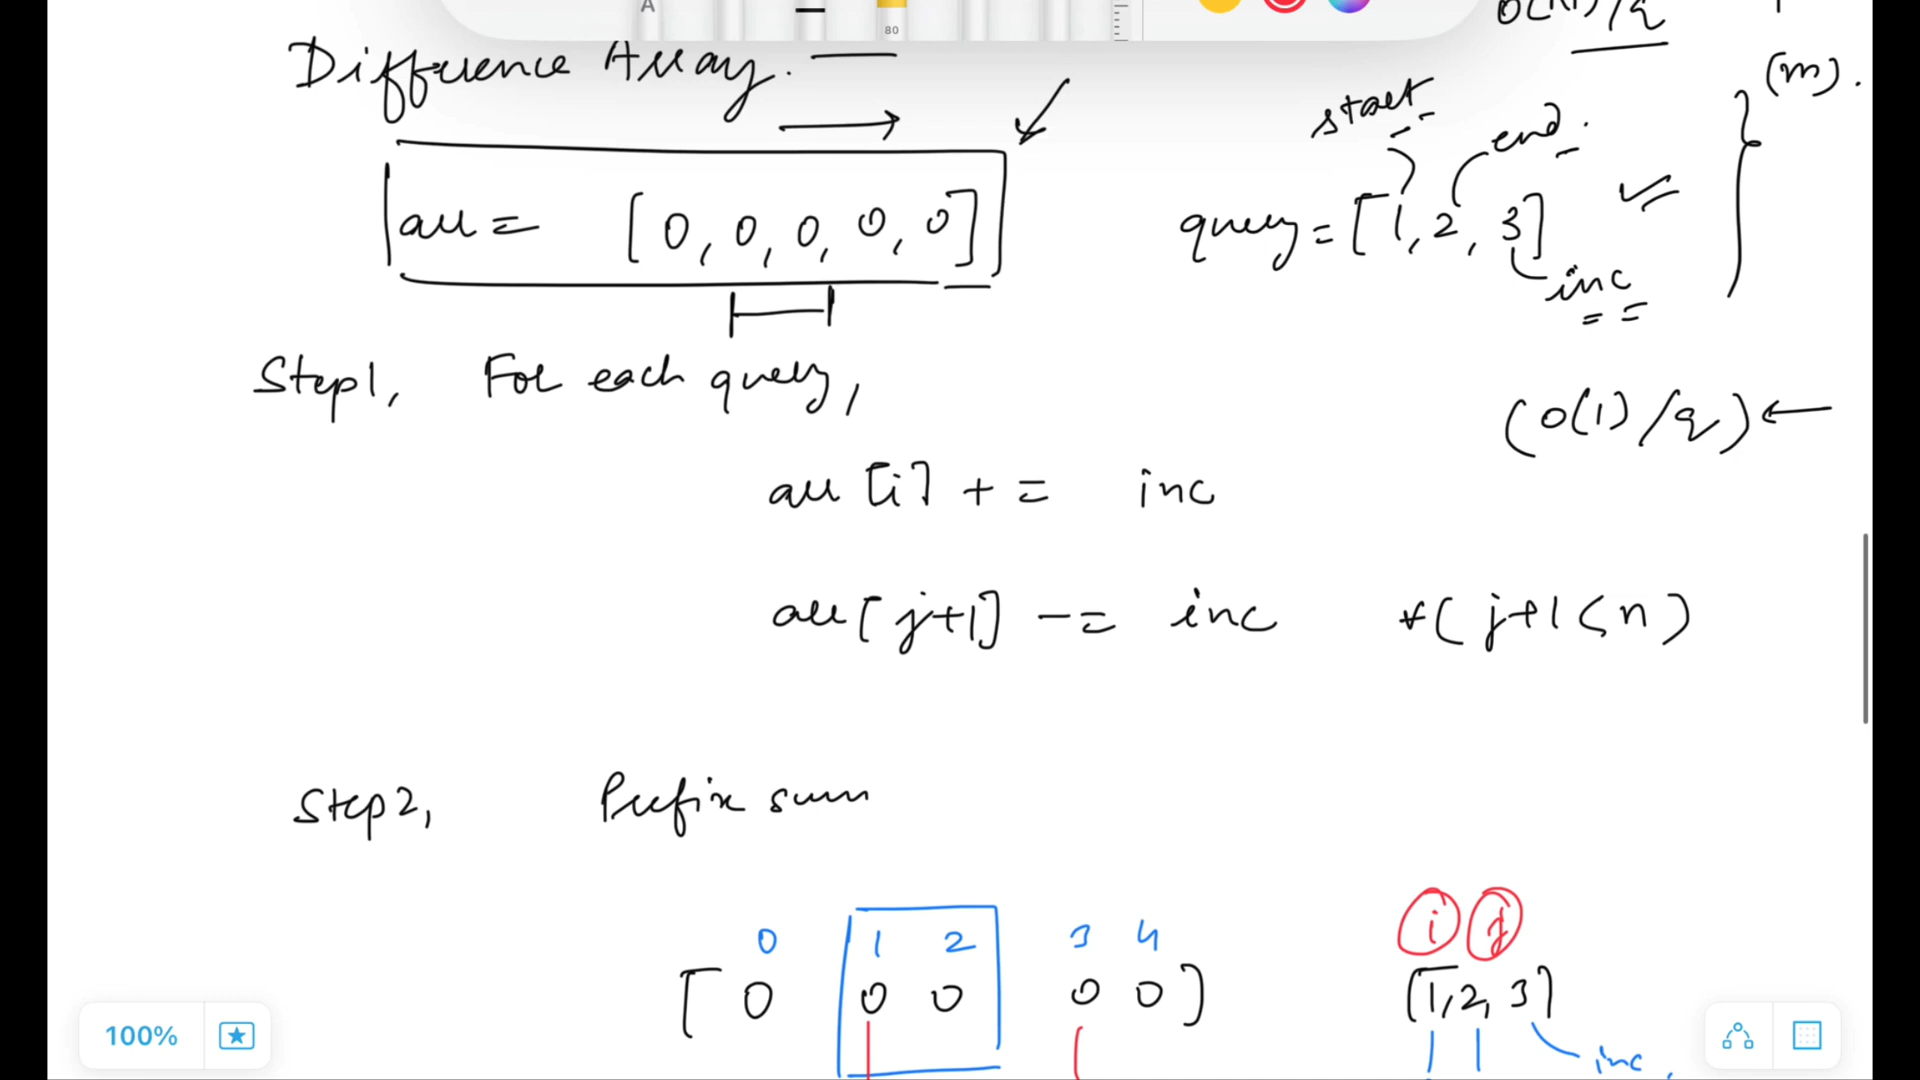 A
80
O(n)/q
Difference Array.
(m).
start
end.
arr = [0, 0, 0, 0, 0]
query = [1, 2, 3]
inc
Step1, For each query,
(O(1)/q) ←
arr [i] += inc
arr [j+1] -= inc *(j+1 < n)
Step2, Prefix sum
i j
0 1 2 3 4
[0 0 0 0 0]
[1, 2, 3]
inc
100%